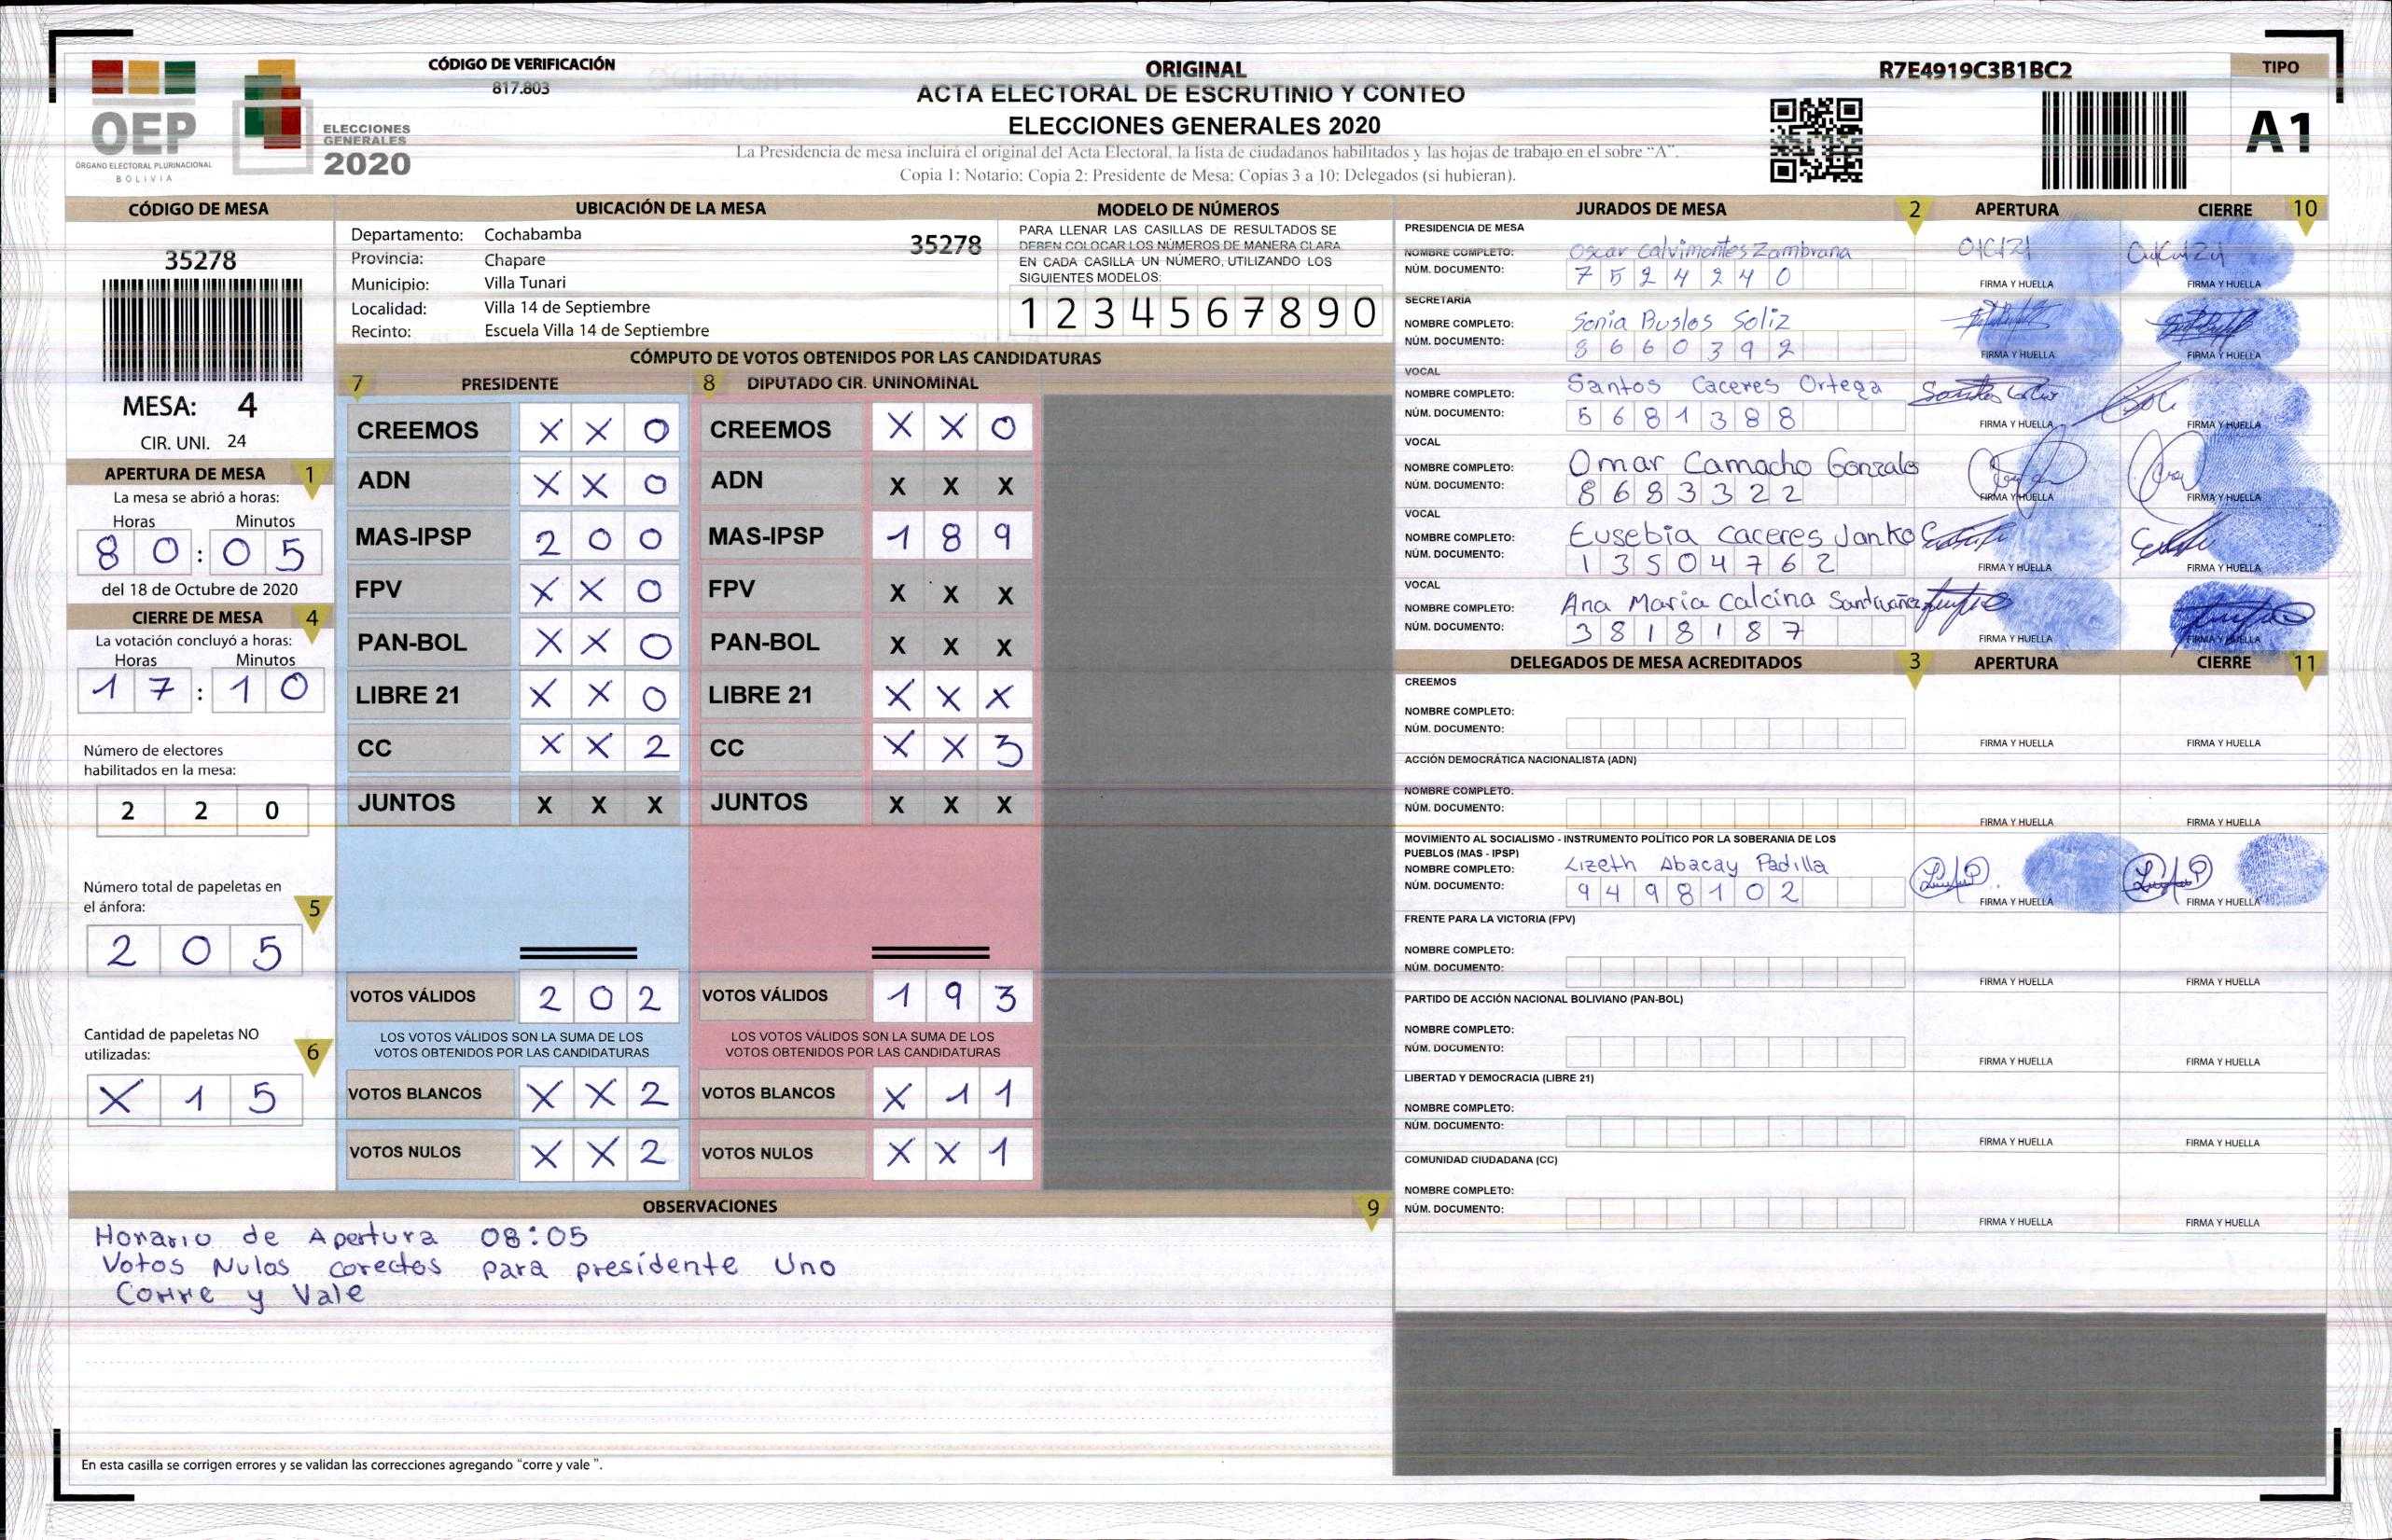 CÓDIGO DE VERIFICACIÓN
817.803
OEP
ÓRGANO ELECTORAL PLURINACIONAL
BOLIVIA
ELECCIONES
GENERALES
2020
ORIGINAL
ACTA ELECTORAL DE ESCRUTINIO Y CONTEO
ELECCIONES GENERALES 2020
La Presidencia de mesa incluirá el original del Acta Electoral, la lista de ciudadanos habilitados y las hojas de trabajo en el sobre “A”.
Copia 1: Notario: Copia 2: Presidente de Mesa: Copias 3 a 10: Delegados (si hubieran).
R7E4919C3B1BC2
TIPO
A1
CÓDIGO DE MESA
35278
MESA: 4
CIR. UNI. 24
APERTURA DE MESA 1
La mesa se abrió a horas:
Horas Minutos
8 0 : 0 5
del 18 de Octubre de 2020
CIERRE DE MESA 4
La votación concluyó a horas:
Horas Minutos
1 7 : 1 0
Número de electores
habilitados en la mesa:
2 2 0
Número total de papeletas en
el ánfora: 5
2 0 5
Cantidad de papeletas NO
utilizadas: 6
X 1 5
UBICACIÓN DE LA MESA
Departamento: Cochabamba 35278
Provincia: Chapare
Municipio: Villa Tunari
Localidad: Villa 14 de Septiembre
Recinto: Escuela Villa 14 de Septiembre
MODELO DE NÚMEROS
PARA LLENAR LAS CASILLAS DE RESULTADOS SE
DEBEN COLOCAR LOS NÚMEROS DE MANERA CLARA
EN CADA CASILLA UN NÚMERO, UTILIZANDO LOS
SIGUIENTES MODELOS:
1 2 3 4 5 6 7 8 9 0
CÓMPUTO DE VOTOS OBTENIDOS POR LAS CANDIDATURAS
7 PRESIDENTE 8 DIPUTADO CIR. UNINOMINAL
CREEMOS X X 0 CREEMOS X X 0
ADN X X 0 ADN X X X
MAS-IPSP 2 0 0 MAS-IPSP 1 8 9
FPV X X 0 FPV X X X
PAN-BOL X X 0 PAN-BOL X X X
LIBRE 21 X X 0 LIBRE 21 X X X
CC X X 2 CC X X 3
JUNTOS X X X JUNTOS X X X
VOTOS VÁLIDOS 2 0 2 VOTOS VÁLIDOS 1 9 3
LOS VOTOS VÁLIDOS SON LA SUMA DE LOS LOS VOTOS VÁLIDOS SON LA SUMA DE LOS
VOTOS OBTENIDOS POR LAS CANDIDATURAS VOTOS OBTENIDOS POR LAS CANDIDATURAS
VOTOS BLANCOS X X 2 VOTOS BLANCOS X 1 1
VOTOS NULOS X X 2 VOTOS NULOS X X 1
OBSERVACIONES 9
Horario de Apertura 08:05
Votos Nulos corectos para presidente Uno
Corre y Vale
En esta casilla se corrigen errores y se validan las correcciones agregando “corre y vale ”.
JURADOS DE MESA 2 APERTURA CIERRE 10
PRESIDENCIA DE MESA
NOMBRE COMPLETO: Oscar Calvimontes Zambrana
NÚM. DOCUMENTO: 7 5 2 4 2 4 0
FIRMA Y HUELLA FIRMA Y HUELLA
SECRETARIA
NOMBRE COMPLETO: Sonia Bustos Soliz
NÚM. DOCUMENTO: 8 6 6 0 3 9 2
FIRMA Y HUELLA FIRMA Y HUELLA
VOCAL
NOMBRE COMPLETO: Santos Caceres Ortega
NÚM. DOCUMENTO: 5 6 8 1 3 8 8
FIRMA Y HUELLA FIRMA Y HUELLA
VOCAL
NOMBRE COMPLETO: Omar Camacho Gonzales
NÚM. DOCUMENTO: 8 6 8 3 3 2 2
FIRMA Y HUELLA FIRMA Y HUELLA
VOCAL
NOMBRE COMPLETO: Eusebia Caceres Janko
NÚM. DOCUMENTO: 1 3 5 0 4 7 6 2
FIRMA Y HUELLA FIRMA Y HUELLA
VOCAL
NOMBRE COMPLETO: Ana Maria Calcina
NÚM. DOCUMENTO: 3 8 1 8 1 8 7
FIRMA Y HUELLA FIRMA Y HUELLA
DELEGADOS DE MESA ACREDITADOS 3 APERTURA CIERRE 11
CREEMOS
NOMBRE COMPLETO:
NÚM. DOCUMENTO:
FIRMA Y HUELLA FIRMA Y HUELLA
ACCIÓN DEMOCRÁTICA NACIONALISTA (ADN)
NOMBRE COMPLETO:
NÚM. DOCUMENTO:
FIRMA Y HUELLA FIRMA Y HUELLA
MOVIMIENTO AL SOCIALISMO - INSTRUMENTO POLÍTICO POR LA SOBERANIA DE LOS
PUEBLOS (MAS - IPSP)
NOMBRE COMPLETO: Lizeth Abacay Padilla
NÚM. DOCUMENTO: 9 4 9 8 1 0 2
FIRMA Y HUELLA FIRMA Y HUELLA
FRENTE PARA LA VICTORIA (FPV)
NOMBRE COMPLETO:
NÚM. DOCUMENTO:
FIRMA Y HUELLA FIRMA Y HUELLA
PARTIDO DE ACCIÓN NACIONAL BOLIVIANO (PAN-BOL)
NOMBRE COMPLETO:
NÚM. DOCUMENTO:
FIRMA Y HUELLA FIRMA Y HUELLA
LIBERTAD Y DEMOCRACIA (LIBRE 21)
NOMBRE COMPLETO:
NÚM. DOCUMENTO:
FIRMA Y HUELLA FIRMA Y HUELLA
COMUNIDAD CIUDADANA (CC)
NOMBRE COMPLETO:
NÚM. DOCUMENTO:
FIRMA Y HUELLA FIRMA Y HUELLA